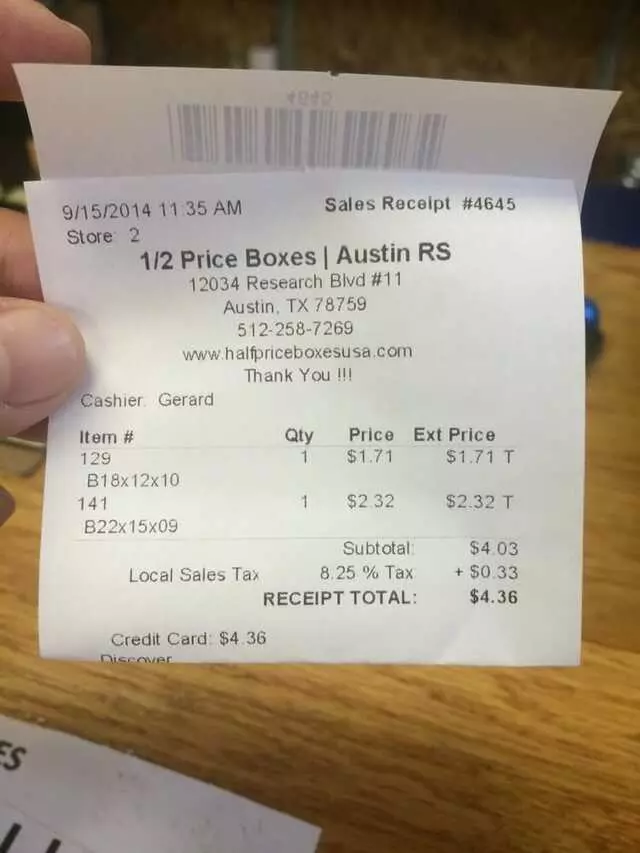 4645
9/15/2014 11:35 AM Sales Receipt #4645
Store: 2
1/2 Price Boxes | Austin RS
12034 Research Blvd #11
Austin, TX 78759
512-258-7269
www.halfpriceboxesusa.com
Thank You !!!
Cashier: Gerard
Item # Qty Price Ext Price
129 1 $1.71 $1.71 T
B18x12x10
141 1 $2.32 $2.32 T
B22x15x09
Subtotal: $4.03
Local Sales Tax 8.25 % Tax + $0.33
RECEIPT TOTAL: $4.36
Credit Card: $4.36
Discover
ES